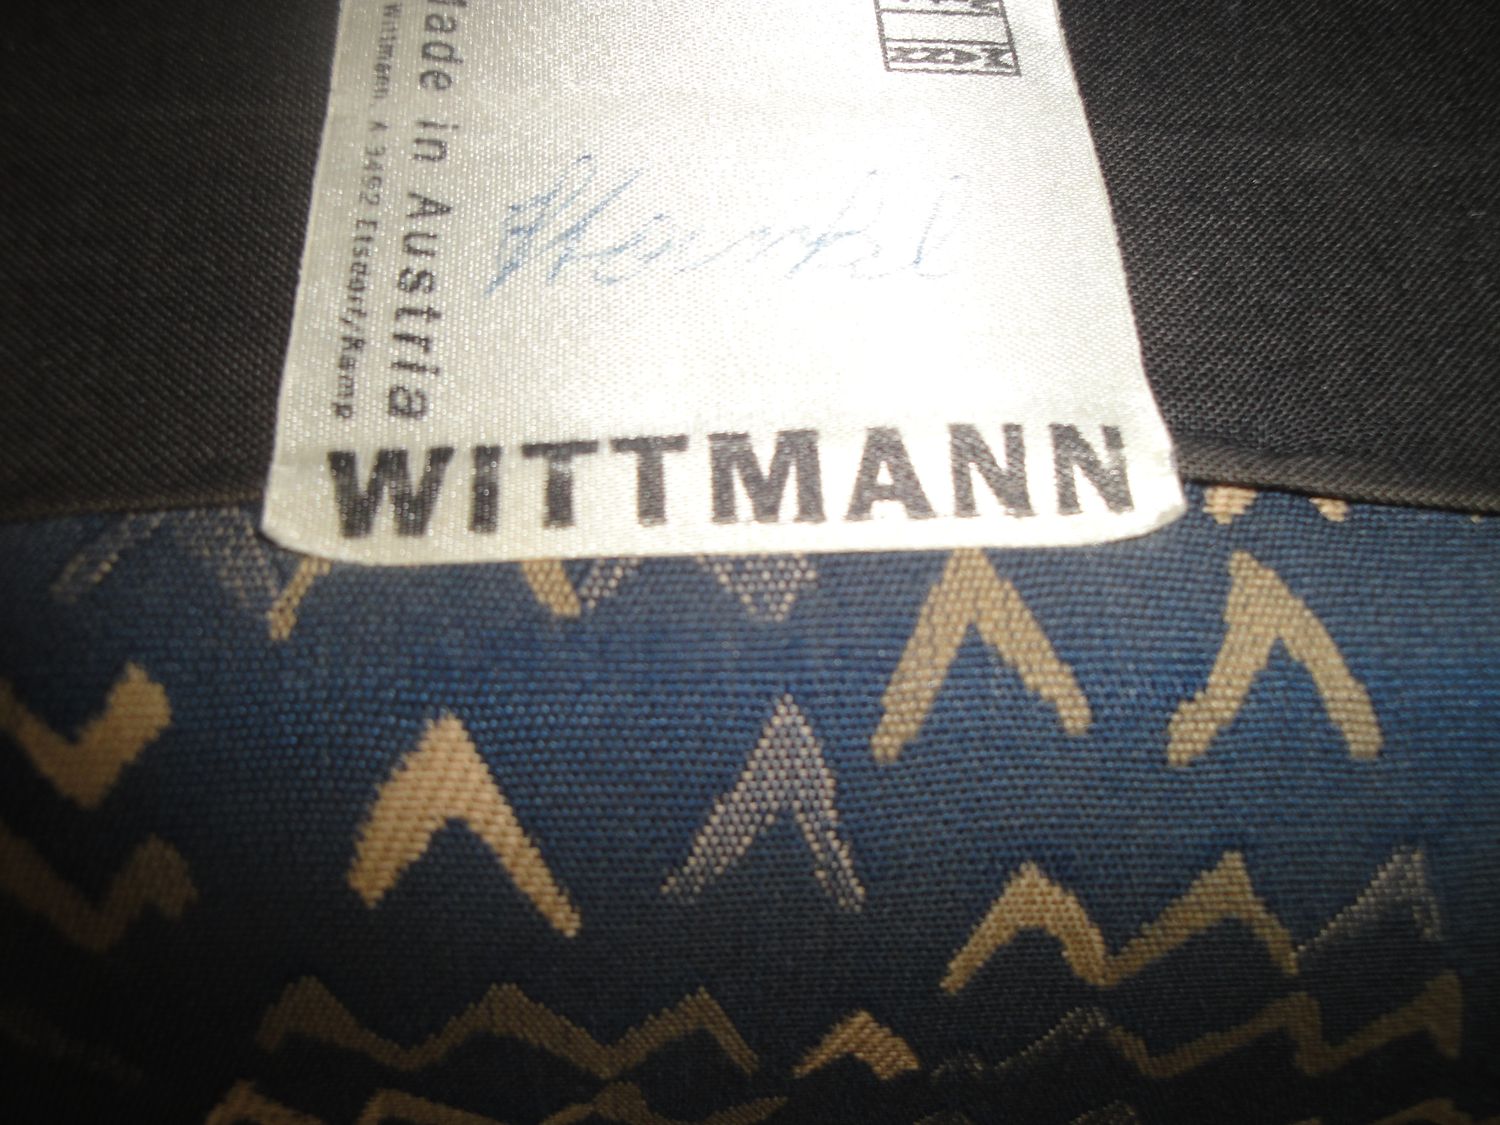 Made in Austria
Wittmann, A 3492 Etsdorf/Kamp
WITTMANN